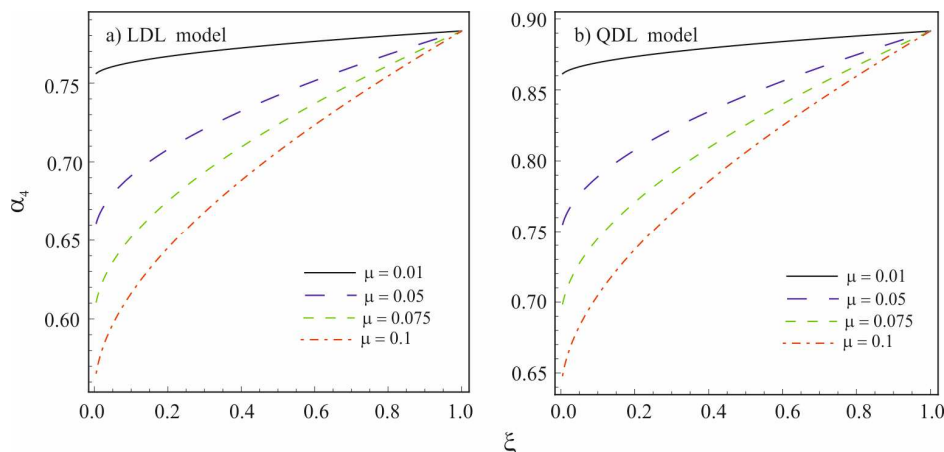 a) LDL model
0.75
0.70
0.65
0.60
α₄
μ = 0.01
μ = 0.05
μ = 0.075
μ = 0.1
0.0 0.2 0.4 0.6 0.8 1.0
b) QDL model
0.90
0.85
0.80
0.75
0.70
0.65
μ = 0.01
μ = 0.05
μ = 0.075
μ = 0.1
0.0 0.2 0.4 0.6 0.8 1.0
ξ